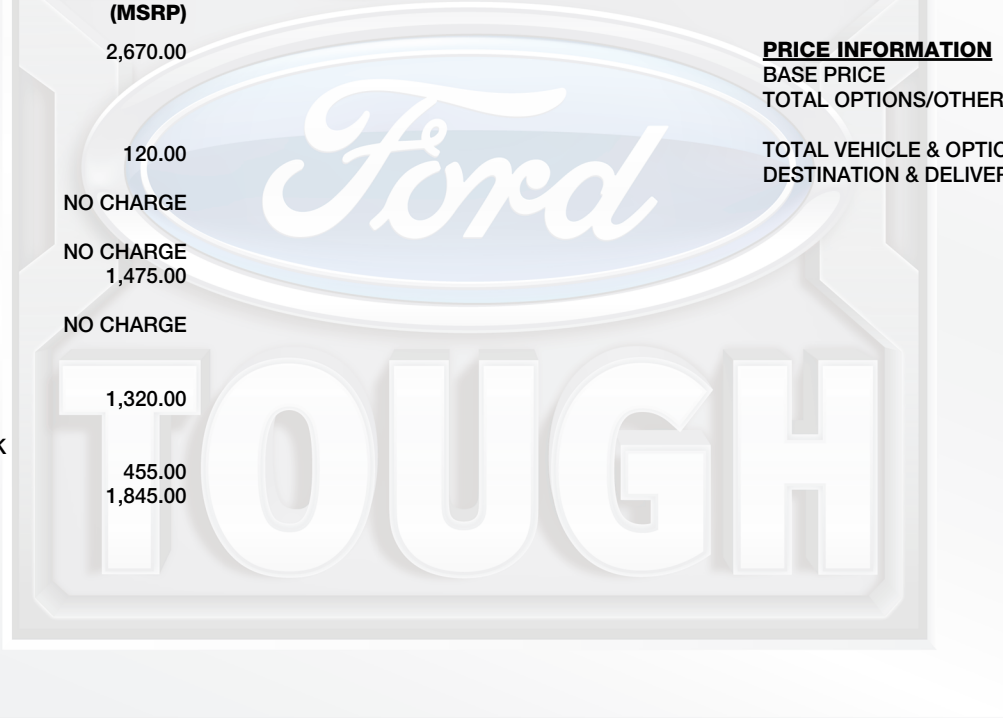 (MSRP)
2,670.00
120.00
NO CHARGE
NO CHARGE
1,475.00
NO CHARGE
1,320.00
K
455.00
1,845.00
Ford
TOUGH
PRICE INFORMATION
BASE PRICE
TOTAL OPTIONS/OTHER
TOTAL VEHICLE & OPTIO
DESTINATION & DELIVER